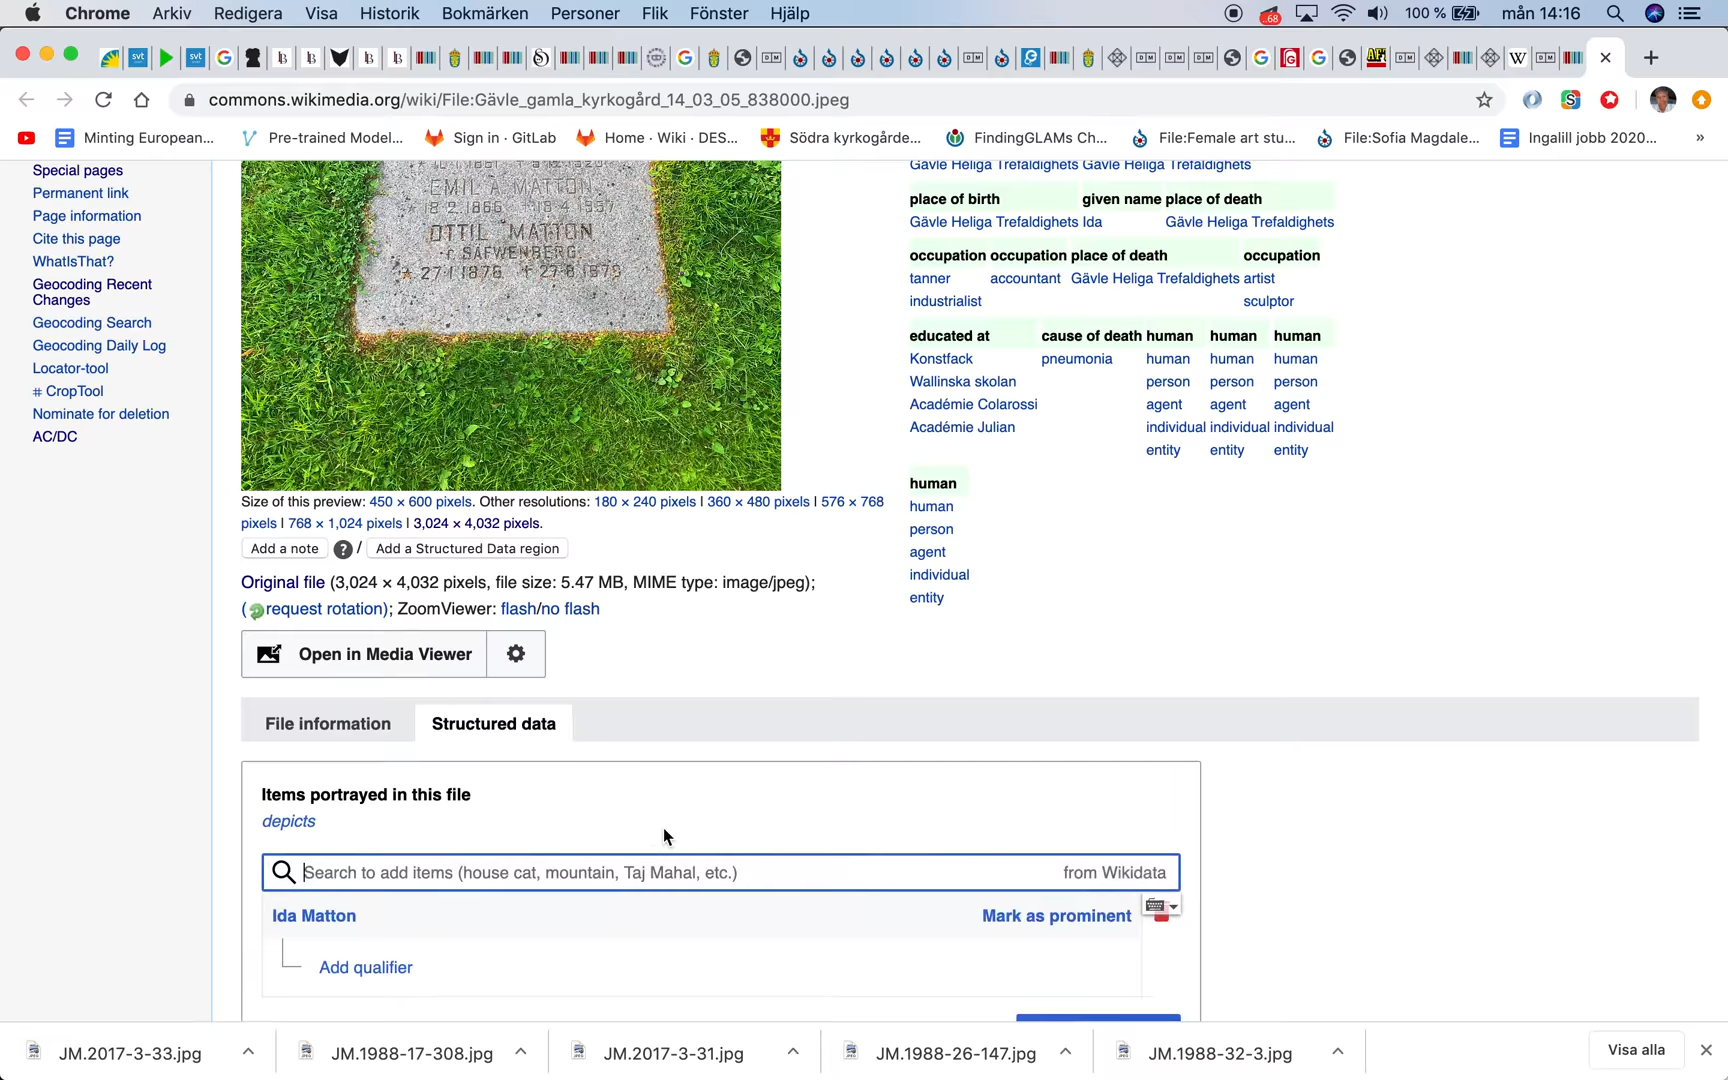 Chrome Arkiv Redigera Visa Historik Bokmärken Personer Flik Fönster Hjälp 68 100 % mån 14:16
commons.wikimedia.org/wiki/File:Gävle_gamla_kyrkogård_14_03_05_838000.jpeg
Minting European... Pre-trained Model... Sign in · GitLab Home · Wiki · DES... Södra kyrkogårde... FindingGLAMs Ch... File:Female art stu... File:Sofia Magdale... Ingalill jobb 2020... »
Special pages
Permanent link
Page information
Cite this page
WhatIsThat?
Geocoding Recent
Changes
Geocoding Search
Geocoding Daily Log
Locator-tool
# CropTool
Nominate for deletion
AC/DC
EMIL A MATTON
OTTIL MATTON
SÄFWENBERG
Gävle Heliga Trefaldighets Gävle Heliga Trefaldighets
place of birth given name place of death
Gävle Heliga Trefaldighets Ida Gävle Heliga Trefaldighets
occupation occupation place of death occupation
tanner accountant Gävle Heliga Trefaldighets artist
industrialist sculptor
educated at cause of death human human human
Konstfack pneumonia human human human
Wallinska skolan person person person
Académie Colarossi agent agent agent
Académie Julian individual individual individual
entity entity entity
human
human
person
agent
individual
entity
Size of this preview: 450 × 600 pixels. Other resolutions: 180 × 240 pixels | 360 × 480 pixels | 576 × 768
pixels | 768 × 1,024 pixels | 3,024 × 4,032 pixels.
Add a note ? / Add a Structured Data region
Original file (3,024 × 4,032 pixels, file size: 5.47 MB, MIME type: image/jpeg);
(request rotation); ZoomViewer: flash/no flash
Open in Media Viewer
File information Structured data
Items portrayed in this file
depicts
Search to add items (house cat, mountain, Taj Mahal, etc.) from Wikidata
Ida Matton Mark as prominent
Add qualifier
JM.2017-3-33.jpg JM.1988-17-308.jpg JM.2017-3-31.jpg JM.1988-26-147.jpg JM.1988-32-3.jpg Visa alla